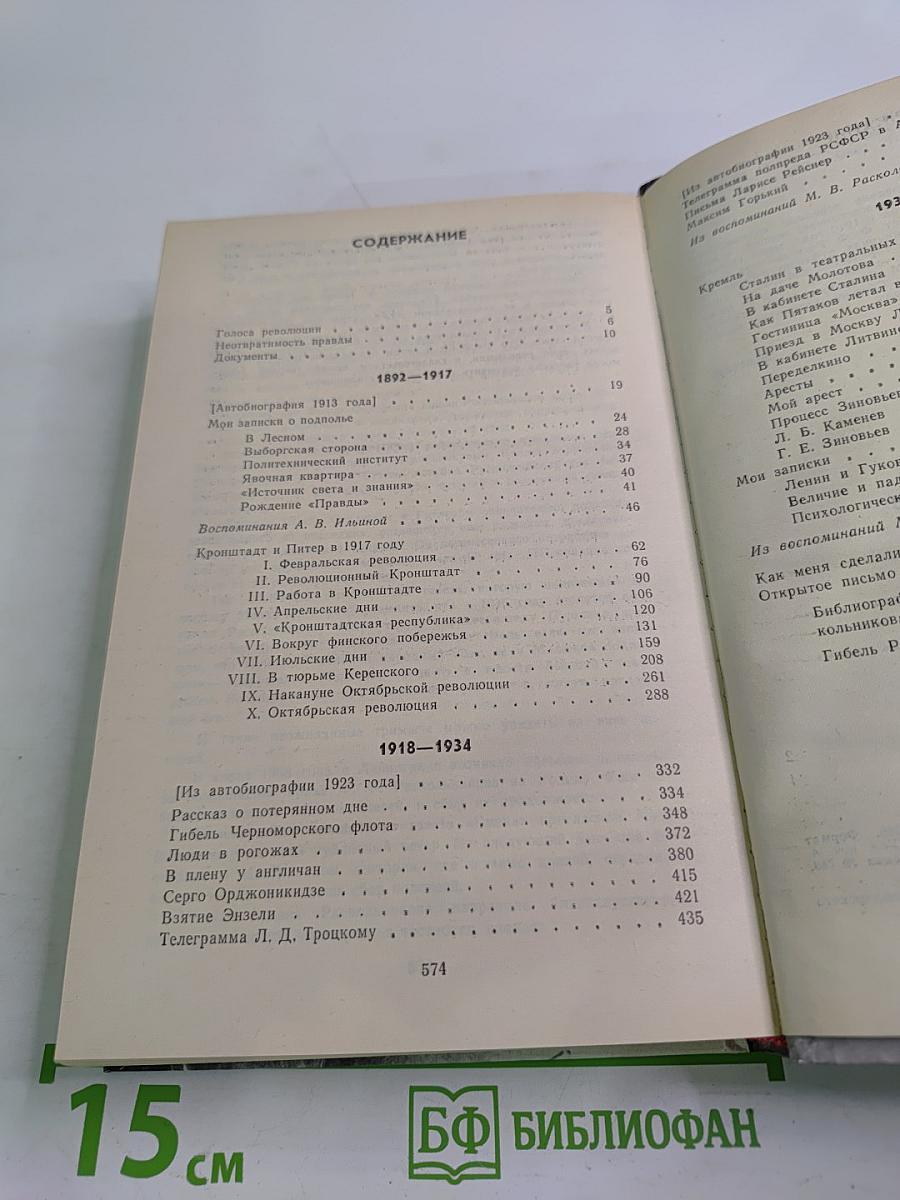 СОДЕРЖАНИЕ
Голоса революции . . . . . . . . . . . . . . . . 5
Неотвратимость правды . . . . . . . . . . . . . . 6
Документы . . . . . . . . . . . . . . . . . . . 10
1892—1917
[Автобиография 1913 года] . . . . . . . . . . . . 19
Мои записки о подполье
В Лесном . . . . . . . . . . . . . . . . . . 24
Выборгская сторона . . . . . . . . . . . . . 28
Политехнический институт . . . . . . . . . . 34
Явочная квартира . . . . . . . . . . . . . . 37
«Источник света и знания» . . . . . . . . . . 40
Рождение «Правды» . . . . . . . . . . . . . 41
Воспоминания А. В. Ильиной . . . . . . . . . . . 46
Кронштадт и Питер в 1917 году
I. Февральская революция . . . . . . . . . . 62
II. Революционный Кронштадт . . . . . . . . . 76
III. Работа в Кронштадте . . . . . . . . . . . 90
IV. Апрельские дни . . . . . . . . . . . . . 106
V. «Кронштадтская республика» . . . . . . . . 120
VI. Вокруг финского побережья . . . . . . . . 131
VII. Июльские дни . . . . . . . . . . . . . . 159
VIII. В тюрьме Керенского . . . . . . . . . . . 208
IX. Накануне Октябрьской революции . . . . . . 261
X. Октябрьская революция . . . . . . . . . . 288
1918—1934
[Из автобиографии 1923 года] . . . . . . . . . . 332
Рассказ о потерянном дне . . . . . . . . . . . . 334
Гибель Черноморского флота . . . . . . . . . . . 348
Люди в рогожах . . . . . . . . . . . . . . . . 372
В плену у англичан . . . . . . . . . . . . . . 380
Серго Орджоникидзе . . . . . . . . . . . . . . 415
Взятие Энзели . . . . . . . . . . . . . . . . . 421
Телеграмма Л. Д. Троцкому . . . . . . . . . . . 435
574
[Из автобиографии 1923 года] .
Телеграмма полпреда РСФСР в А
Письма Ларисе Рейснер . . .
Максим Горький . . . . .
Из воспоминаний М. В. Раскол
193
Кремль
Сталин в театральных
На даче Молотова .
В кабинете Сталина
Как Пятаков летал в
Гостиница «Москва»
Приезд в Москву Л
В кабинете Литвин
Переделкино . .
Аресты . . . .
Мой арест . . .
Процесс Зиновьев
Л. Б. Каменев
Г. Е. Зиновьев
Мои записки . . .
Ленин и Гуков
Величие и пад
Психологическ
Из воспоминаний М
Как меня сделали
Открытое письмо
Библиограф
кольников
Гибель Р
15 см
БФ БИБЛИОФАН